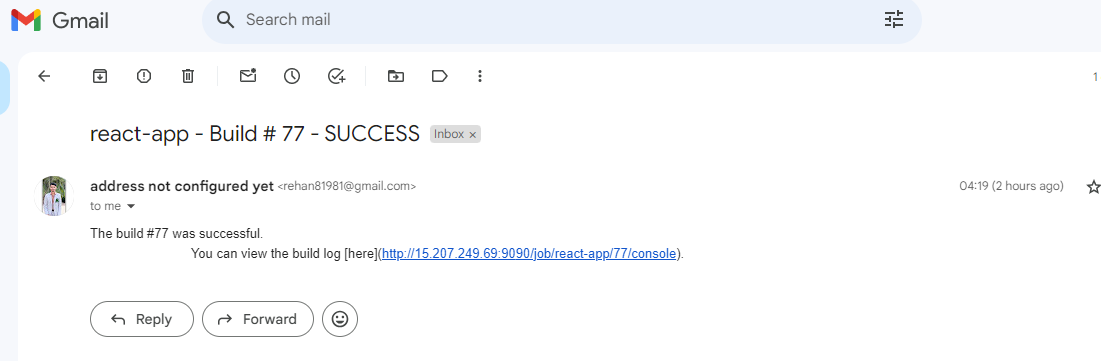 Gmail
Search mail
1
react-app - Build # 77 - SUCCESS Inbox ×
address not configured yet <rehan81981@gmail.com> 04:19 (2 hours ago)
to me
The build #77 was successful.
You can view the build log [here](http://15.207.249.69:9090/job/react-app/77/console).
Reply Forward